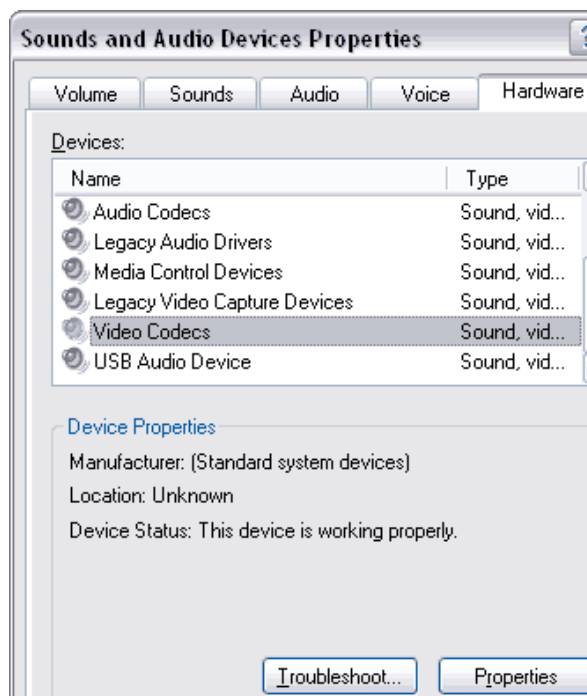 Sounds and Audio Devices Properties ?
Volume Sounds Audio Voice Hardware
Devices:
Name Type
Audio Codecs Sound, vid...
Legacy Audio Drivers Sound, vid...
Media Control Devices Sound, vid...
Legacy Video Capture Devices Sound, vid...
Video Codecs Sound, vid...
USB Audio Device Sound, vid...
Device Properties
Manufacturer: (Standard system devices)
Location: Unknown
Device Status: This device is working properly.
Troubleshoot... Properties